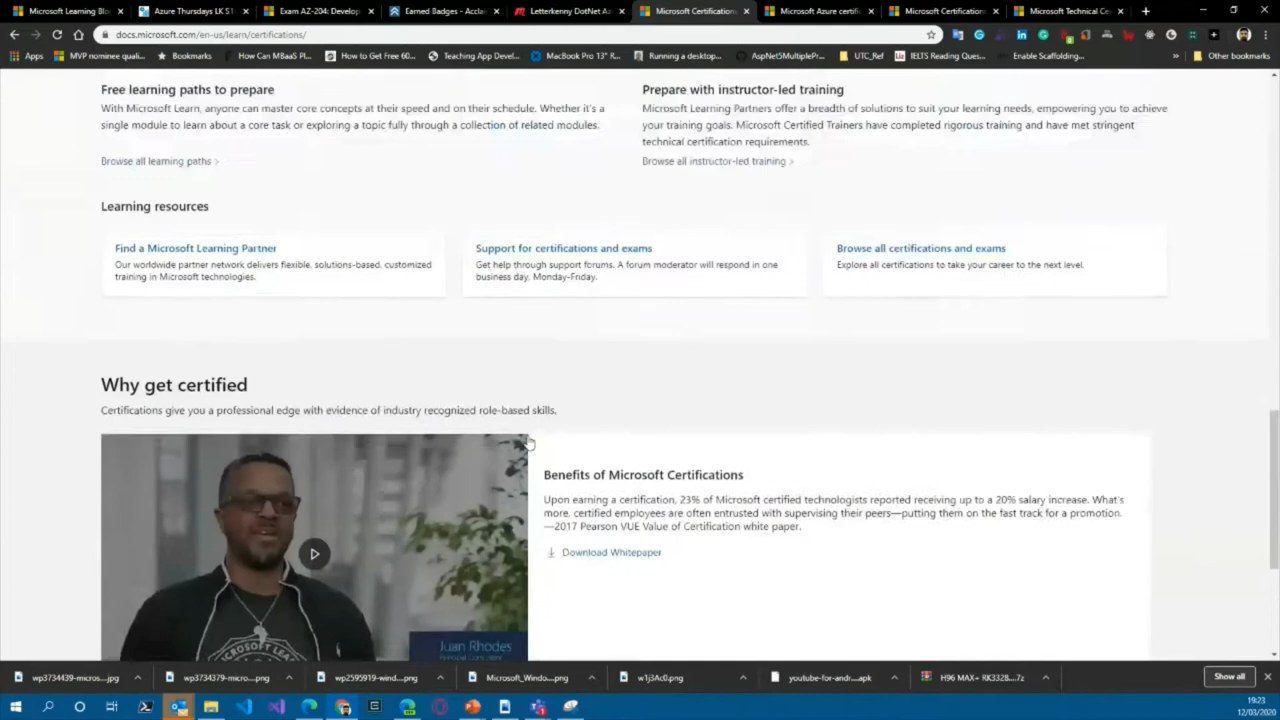 Microsoft Learning Blo
Azure Thursdays LK S1
Exam AZ-204: Develop
Earned Badges - Accla
Letterkenny DotNet Az
Microsoft Certification
Microsoft Azure certifi
Microsoft Certification
Microsoft Technical Ce
docs.microsoft.com/en-us/learn/certifications/
Apps
MVP nominee quali...
Bookmarks
How Can MBaaS Pl...
How to Get Free 60...
Teaching App Devel...
MacBook Pro 13" R...
Running a desktop...
AspNet5MultiplePr...
UTC_Ref
IELTS Reading Ques...
Enable Scaffolding...
»
Other bookmarks
Free learning paths to prepare
With Microsoft Learn, anyone can master core concepts at their speed and on their schedule. Whether it's a
single module to learn about a core task or exploring a topic fully through a collection of related modules.
Browse all learning paths >
Prepare with instructor-led training
Microsoft Learning Partners offer a breadth of solutions to suit your learning needs, empowering you to achieve
your training goals. Microsoft Certified Trainers have completed rigorous training and have met stringent
technical certification requirements.
Browse all instructor-led training >
Learning resources
Find a Microsoft Learning Partner
Our worldwide partner network delivers flexible, solutions-based, customized
training in Microsoft technologies.
Support for certifications and exams
Get help through support forums. A forum moderator will respond in one
business day, Monday-Friday.
Browse all certifications and exams
Explore all certifications to take your career to the next level.
Why get certified
Certifications give you a professional edge with evidence of industry recognized role-based skills.
MICROSOFT LEA
Juan Rhodes
Benefits of Microsoft Certifications
Upon earning a certification, 23% of Microsoft certified technologists reported receiving up to a 20% salary increase. What's
more, certified employees are often entrusted with supervising their peers—putting them on the fast track for a promotion.
—2017 Pearson VUE Value of Certification white paper.
Download Whitepaper
wp3734439-micros....jpg
wp3734379-micro....png
wp2595919-wind....png
Microsoft_Windo....png
w1j3Ac0.png
youtube-for-andr....apk
H96 MAX+ RK3328....7z
Show all
19:23
12/03/2020